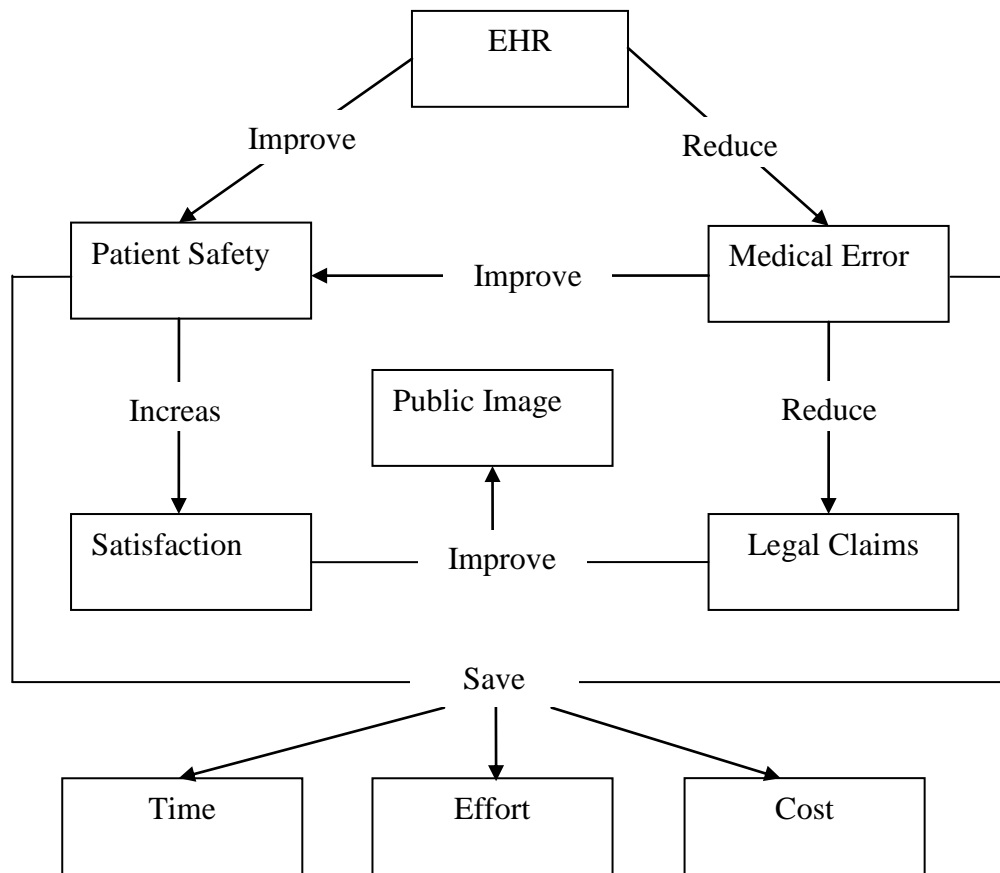 EHR
Improve
Reduce
Patient Safety
Medical Error
Improve
Public Image
Increas
Reduce
Satisfaction
Legal Claims
Improve
Save
Time
Effort
Cost